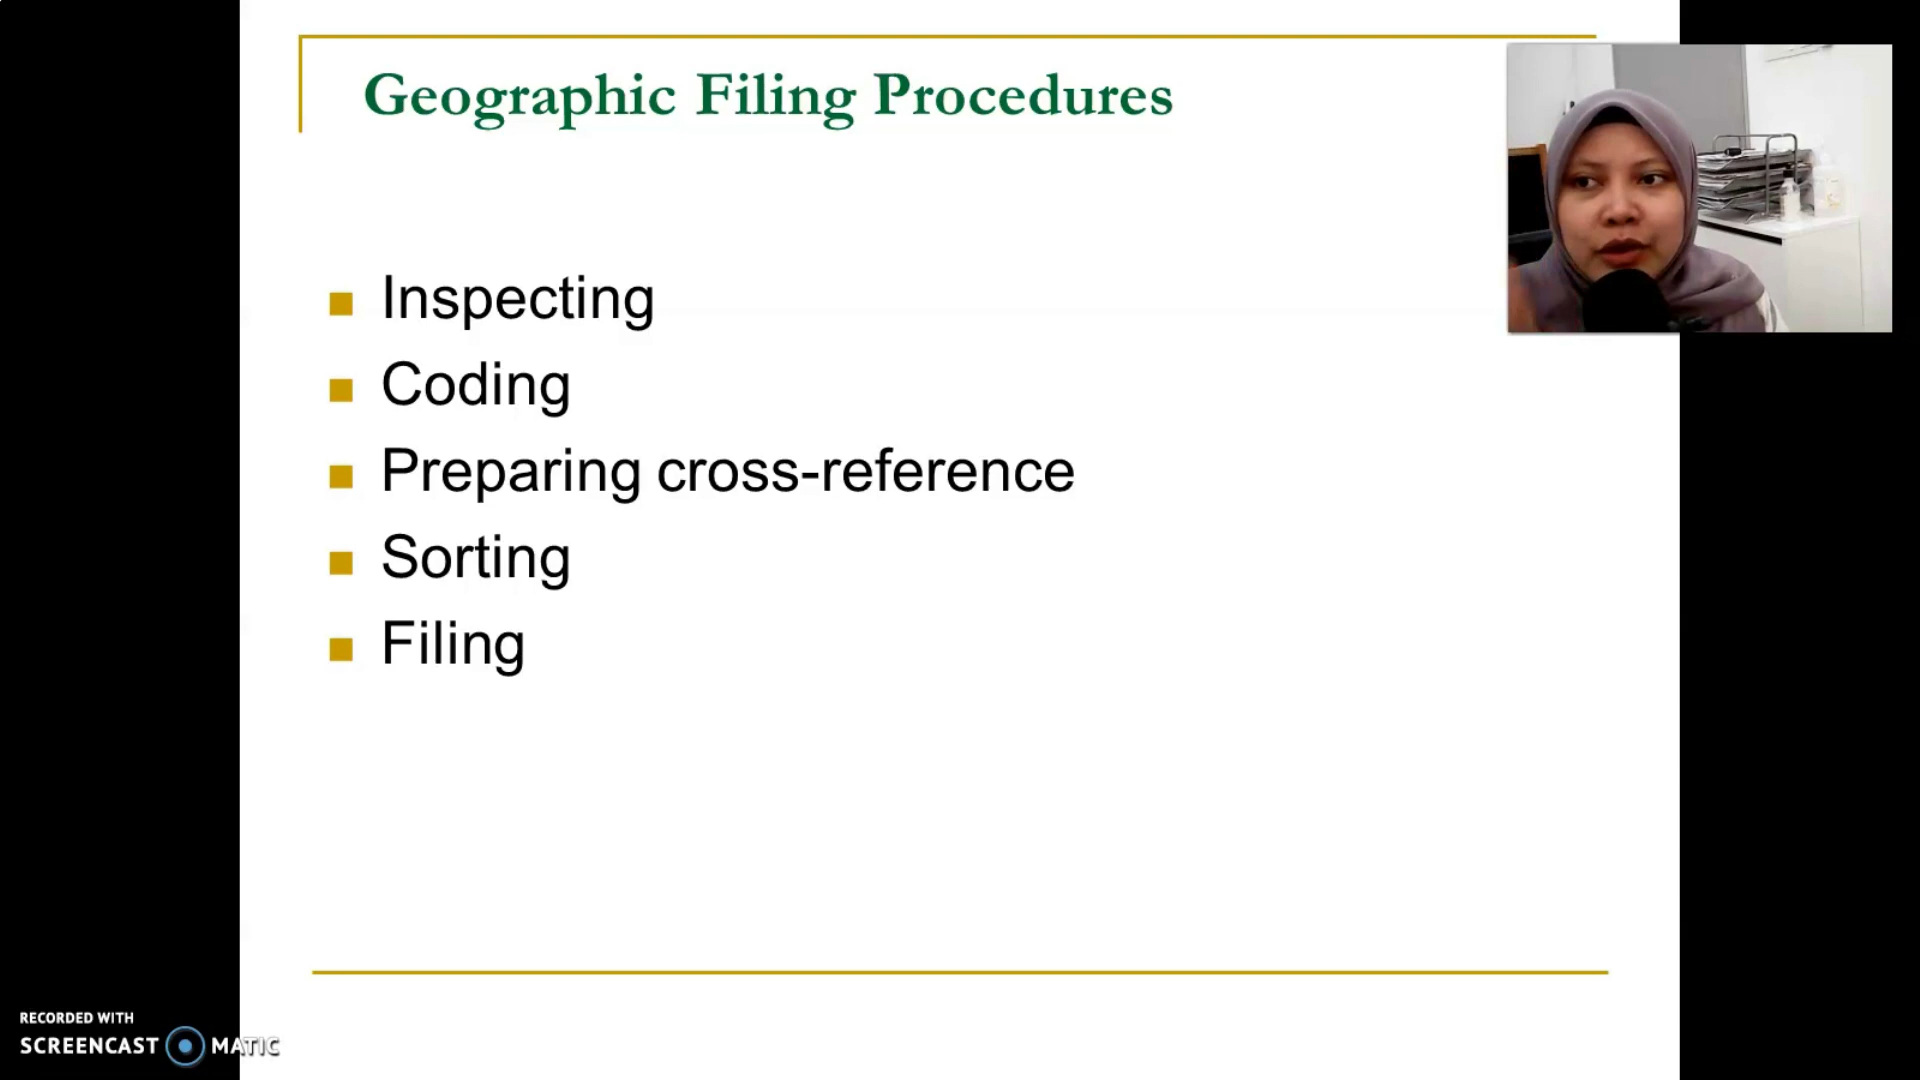 Geographic Filing Procedures
Inspecting
Coding
Preparing cross-reference
Sorting
Filing
RECORDED WITH
SCREENCAST MATIC